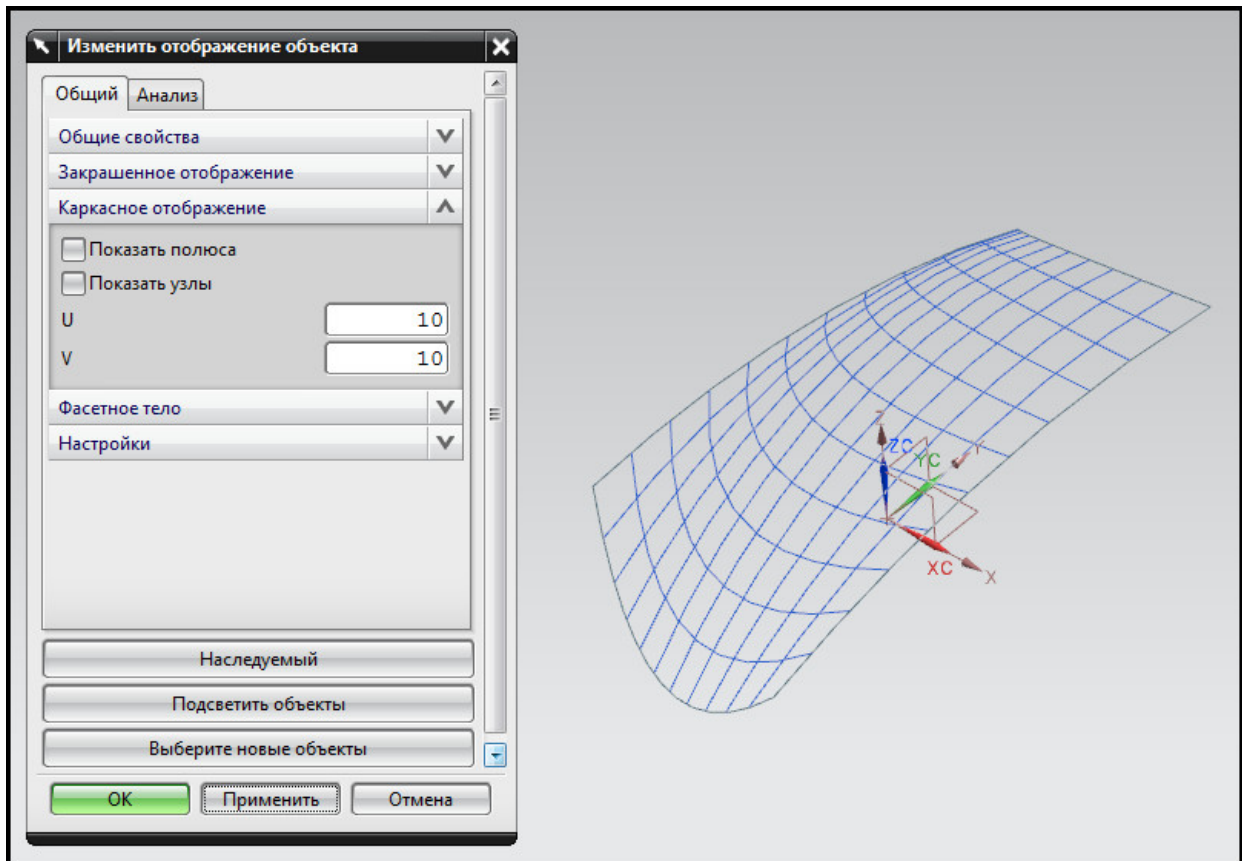 Изменить отображение объекта
Общий Анализ
Общие свойства
Закрашенное отображение
Каркасное отображение
Показать полюса
Показать узлы
U 10
V 10
Фасетное тело
Настройки
Наследуемый
Подсветить объекты
Выберите новые объекты
ОК Применить Отмена
Z
ZC
YC
Y
XC
X